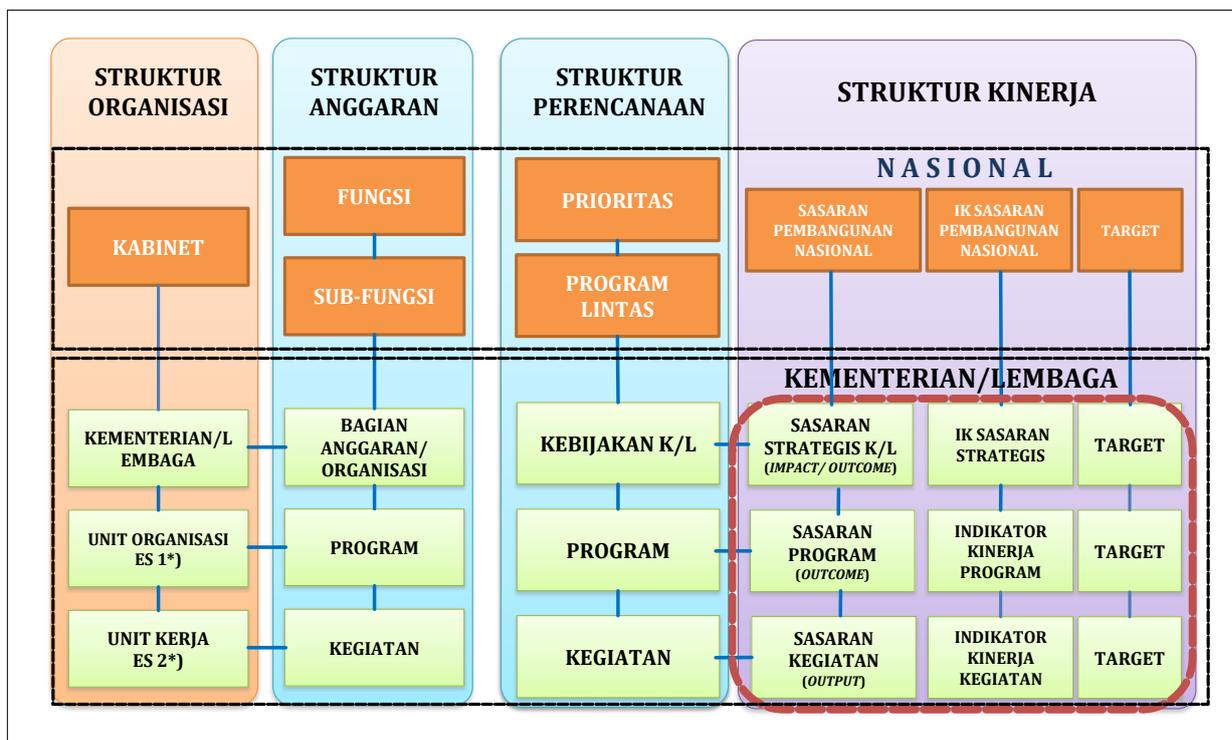 STRUKTUR
ORGANISASI
STRUKTUR
ANGGARAN
STRUKTUR
PERENCANAAN
STRUKTUR KINERJA
NASIONAL
KABINET
FUNGSI
SUB-FUNGSI
PRIORITAS
PROGRAM
LINTAS
SASARAN
PEMBANGUNAN
NASIONAL
IK SASARAN
PEMBANGUNAN
NASIONAL
TARGET
KEMENTERIAN/LEMBAGA
KEMENTERIAN/L
EMBAGA
BAGIAN
ANGGARAN/
ORGANISASI
KEBIJAKAN K/L
SASARAN
STRATEGIS K/L
(IMPACT/ OUTCOME)
IK SASARAN
STRATEGIS
TARGET
UNIT ORGANISASI
ES 1*)
PROGRAM
PROGRAM
SASARAN
PROGRAM
(OUTCOME)
INDIKATOR
KINERJA
PROGRAM
TARGET
UNIT KERJA
ES 2*)
KEGIATAN
KEGIATAN
SASARAN
KEGIATAN
(OUTPUT)
INDIKATOR
KINERJA
KEGIATAN
TARGET